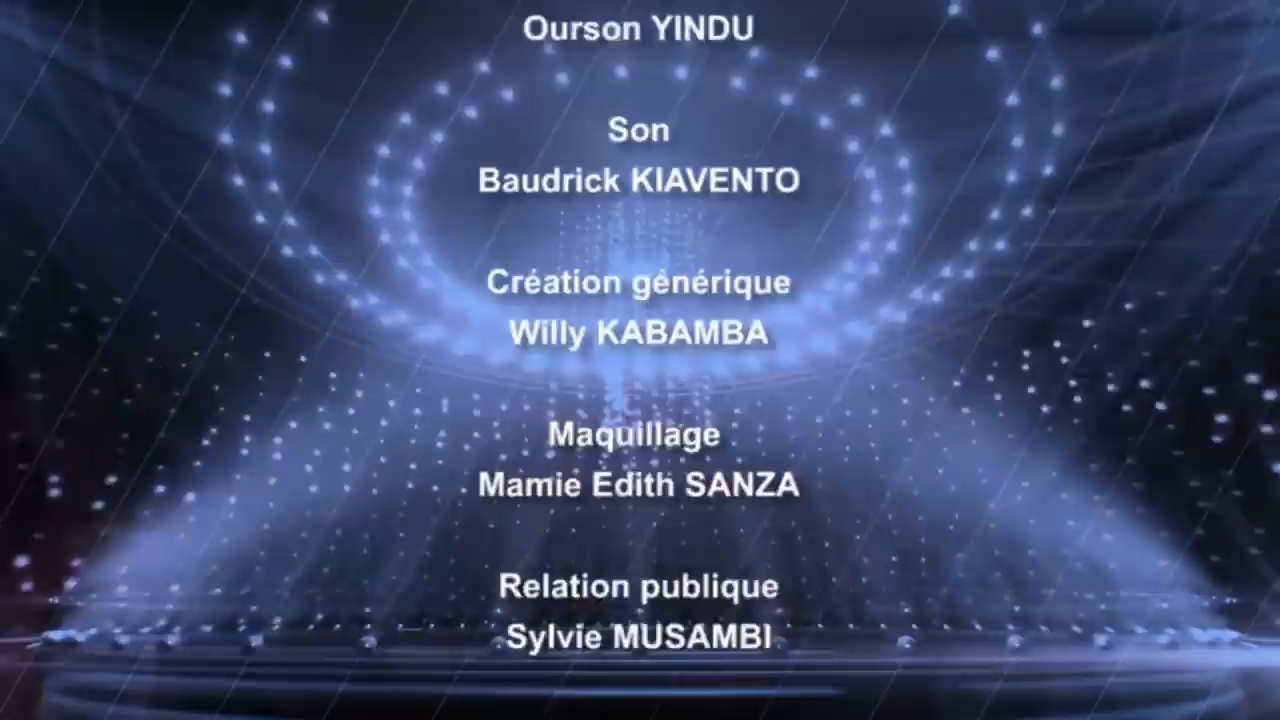 Ourson YINDU
Son
Baudrick KIAVENTO
Création générique
Willy KABAMBA
Maquillage
Mamie Edith SANZA
Relation publique
Sylvie MUSAMBI